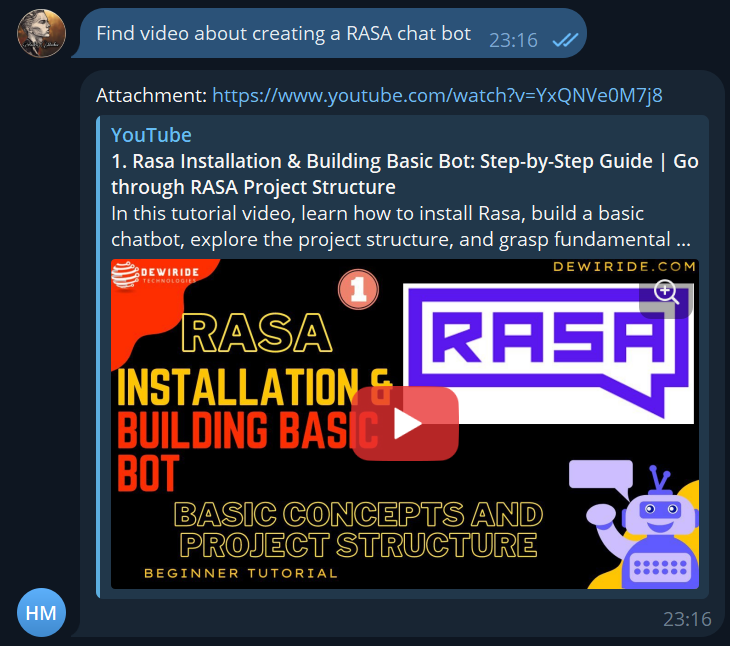 Find video about creating a RASA chat bot
23:16
Attachment: https://www.youtube.com/watch?v=YxQNVe0M7j8
YouTube
1. Rasa Installation & Building Basic Bot: Step-by-Step Guide | Go
through RASA Project Structure
In this tutorial video, learn how to install Rasa, build a basic
chatbot, explore the project structure, and grasp fundamental ...
DEWIRIDE
TECHNOLOGIES
1
DEWIRIDE.COM
RASA
RASA
INSTALLATION &
BUILDING BASIC
BOT
BASIC CONCEPTS AND
PROJECT STRUCTURE
BEGINNER TUTORIAL
HM
23:16